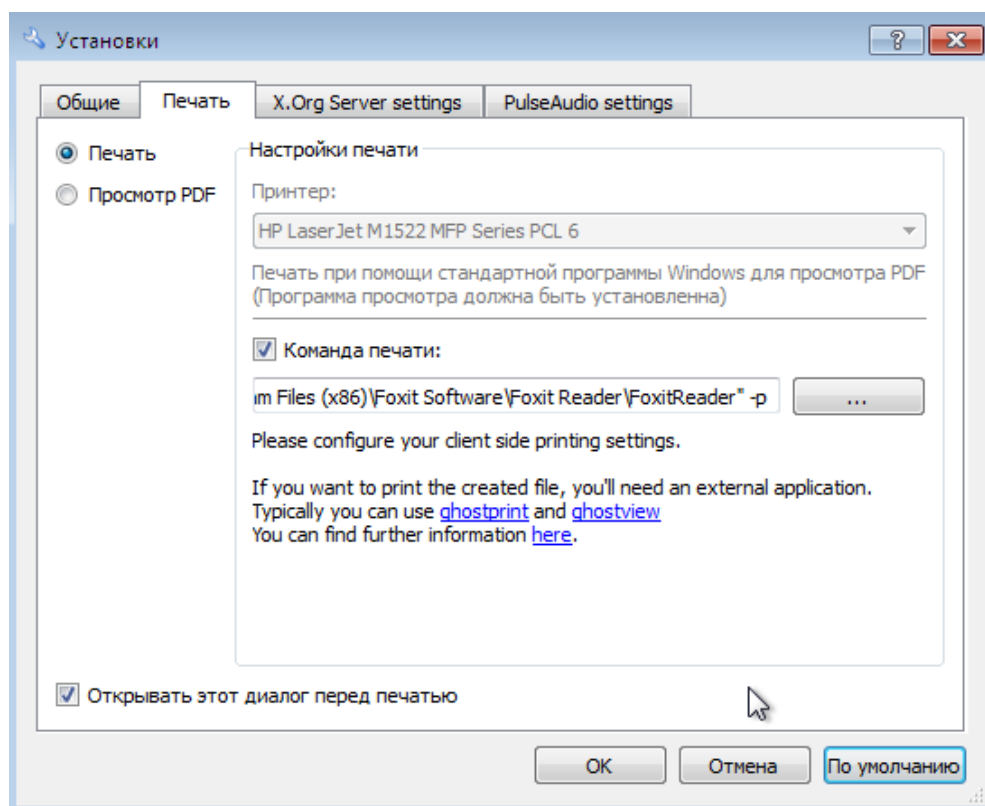 Установки
Общие
Печать
X.Org Server settings
PulseAudio settings
Печать
Просмотр PDF
Настройки печати
Принтер:
HP LaserJet M1522 MFP Series PCL 6
Печать при помощи стандартной программы Windows для просмотра PDF
(Программа просмотра должна быть установленна)
Команда печати:
am Files (x86)\Foxit Software\Foxit Reader\FoxitReader" -p
...
Please configure your client side printing settings.
If you want to print the created file, you'll need an external application.
Typically you can use ghostprint and ghostview
You can find further information here.
Открывать этот диалог перед печатью
OK
Отмена
По умолчанию